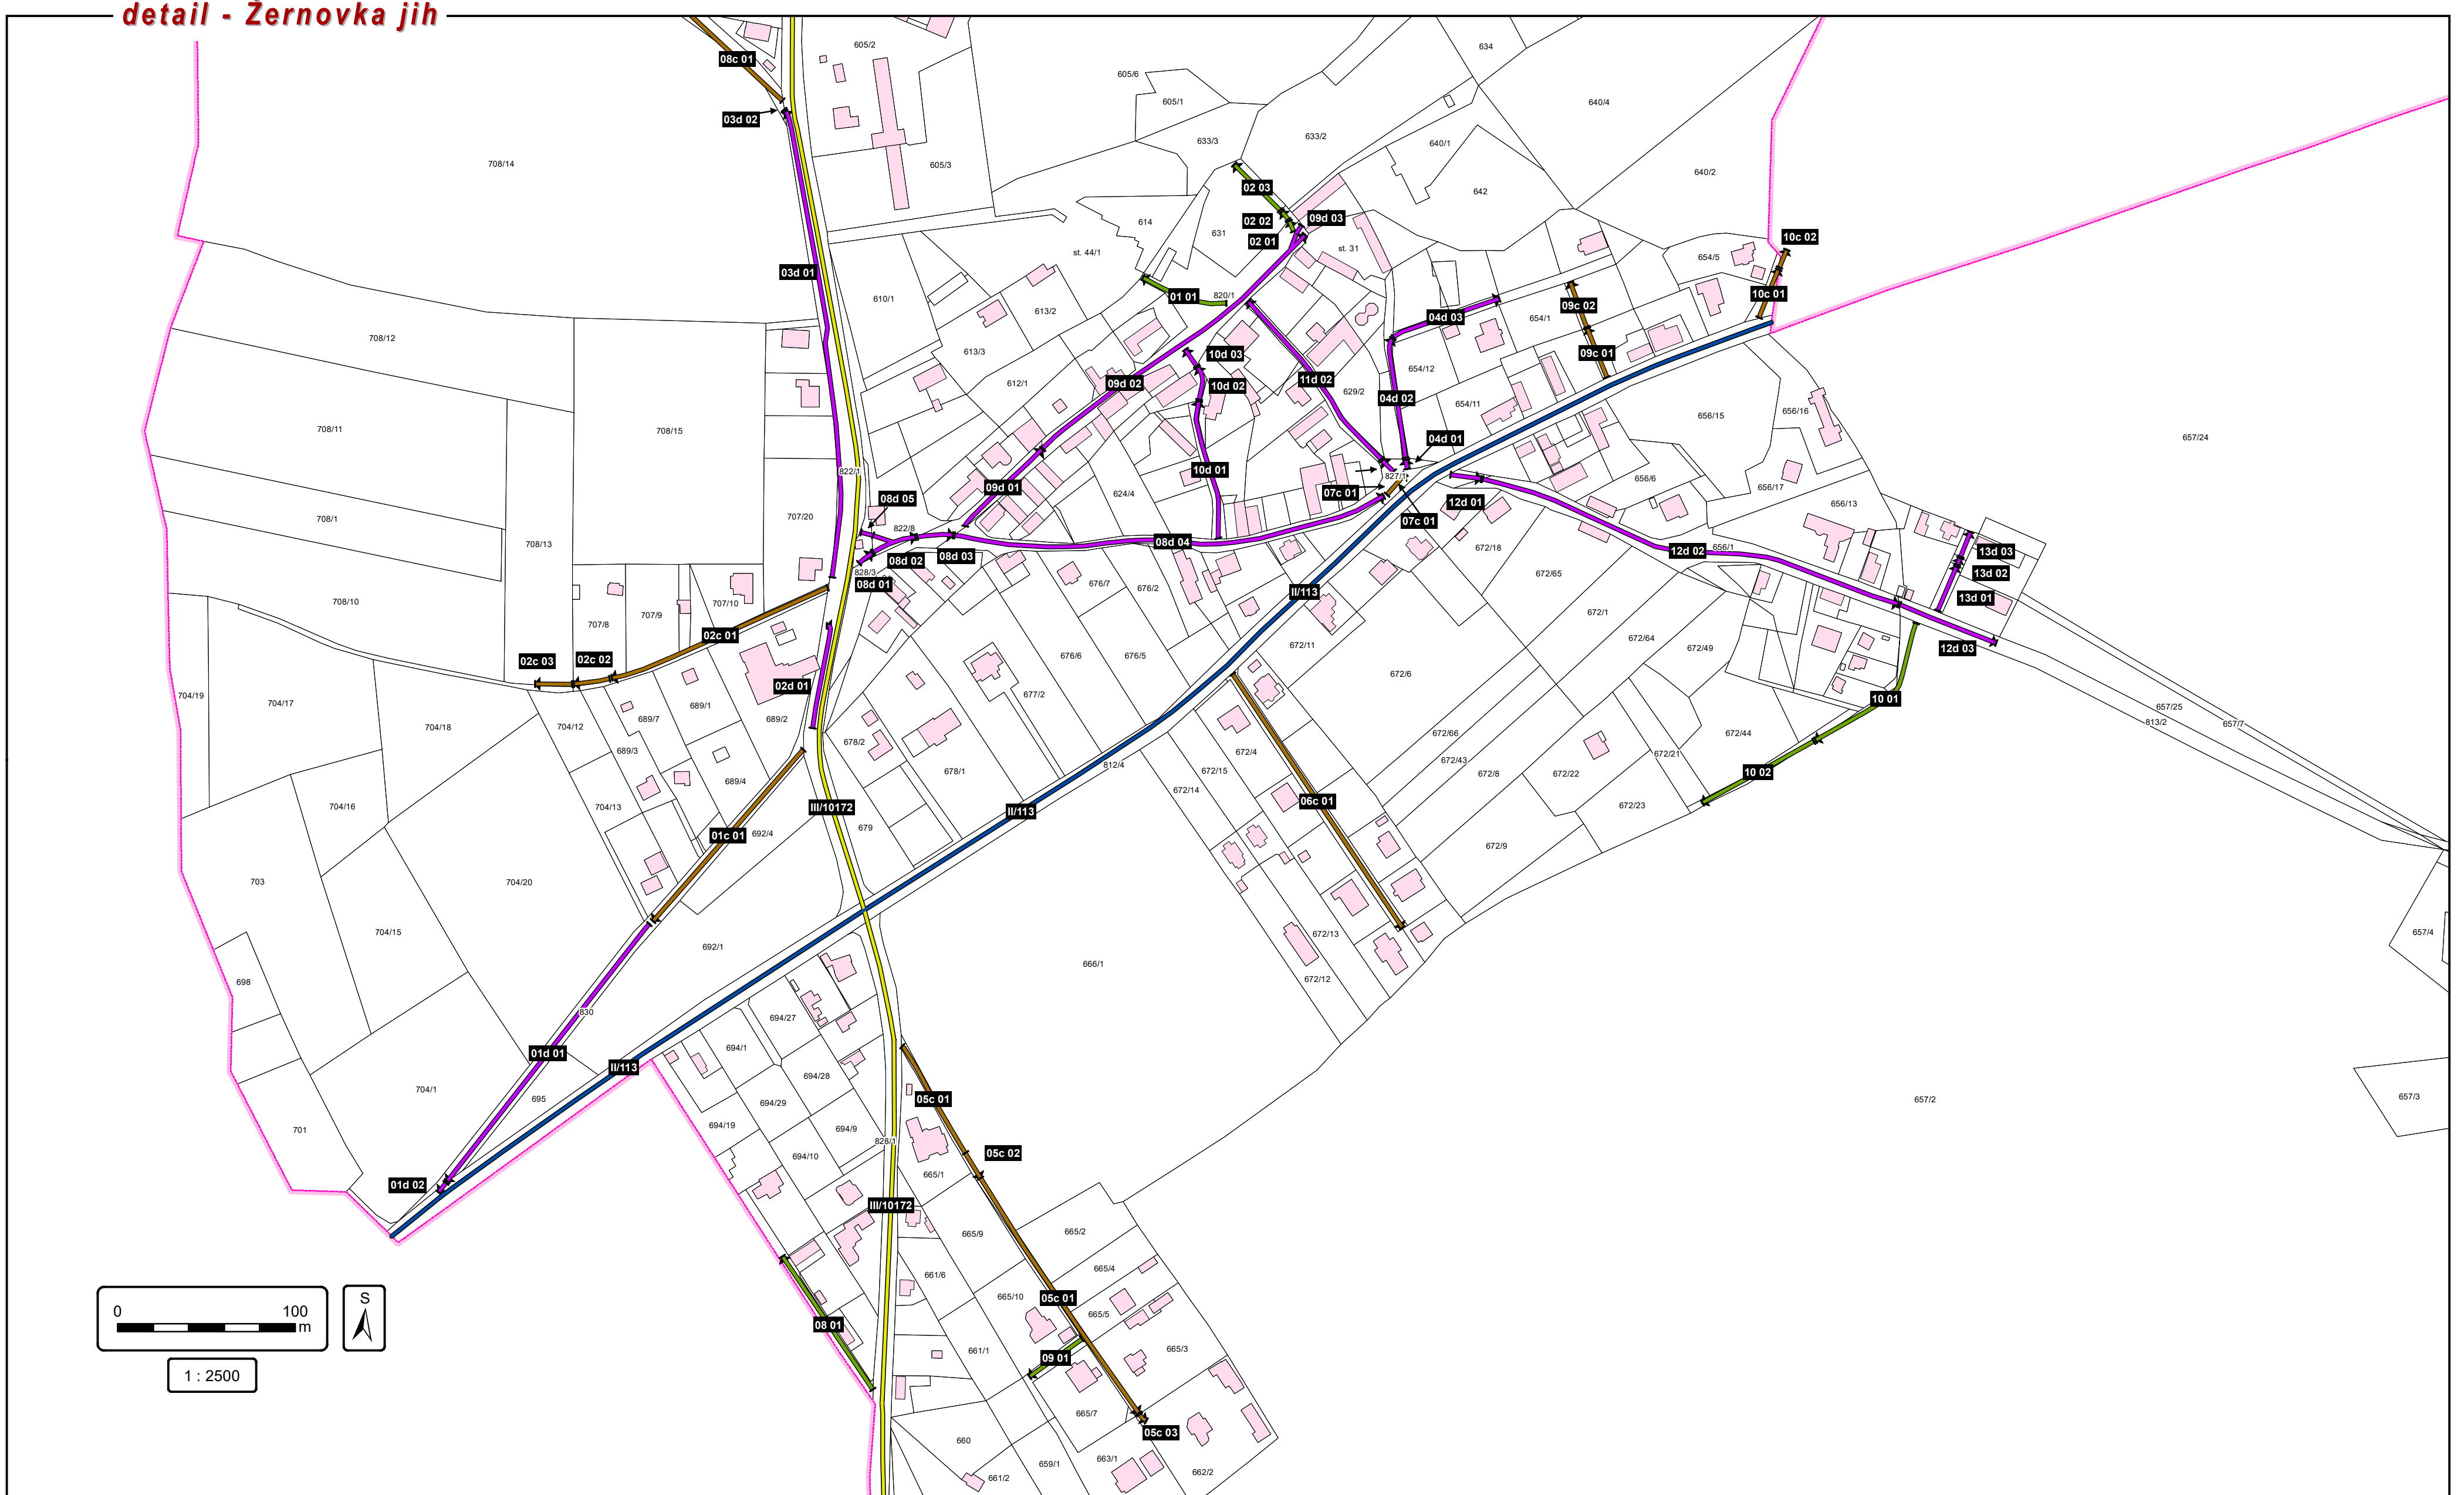 detail - Žernovka jih
08c 01
605/2
634
605/6
605/1
640/4
03d 02
633/3
633/2
640/1
708/14
605/3
640/2
642
02 03
614
02 02
09d 03
631
02 01
st. 31
10c 02
st. 44/1
654/5
03d 01
10c 01
610/1
01 01
820/1
09c 02
613/2
04d 03
654/1
708/12
613/3
10d 03
09c 01
612/1
09d 02
10d 02
11d 02
654/12
629/2
04d 02
654/11
656/15
656/16
708/11
708/15
04d 01
657/24
822/1
10d 01
827/1
656/6
656/17
09d 01
624/4
07c 01
08d 05
12d 01
656/13
708/1
707/20
07c 01
822/8
708/13
08d 04
656/1
12d 02
13d 03
08d 02
08d 03
672/18
828/3
672/65
13d 02
08d 01
676/7
676/2
II/113
708/10
707/10
13d 01
707/9
707/8
672/1
02c 01
672/64
672/11
672/49
12d 03
02c 03
02c 02
676/6
676/5
672/6
02d 01
704/19
704/17
677/2
10 01
689/1
657/25
689/7
689/2
813/2
657/7
704/18
704/12
678/2
672/66
672/44
689/3
672/4
672/21
672/43
812/4
678/1
672/15
672/8
672/22
10 02
689/4
672/14
704/16
704/13
III/10172
06c 01
672/23
II/113
679
01c 01
692/4
672/9
703
704/20
704/15
672/13
657/4
692/1
666/1
698
672/12
830
694/27
694/1
01d 01
II/113
694/28
704/1
695
05c 01
694/29
657/2
657/3
694/19
701
694/9
828/1
05c 02
694/10
665/1
01d 02
III/10172
665/9
665/2
665/4
661/6
665/10
05c 01
S
0 100
m
665/5
08 01
661/1
665/3
09 01
1 : 2500
665/7
05c 03
660
663/1
659/1
662/2
661/2